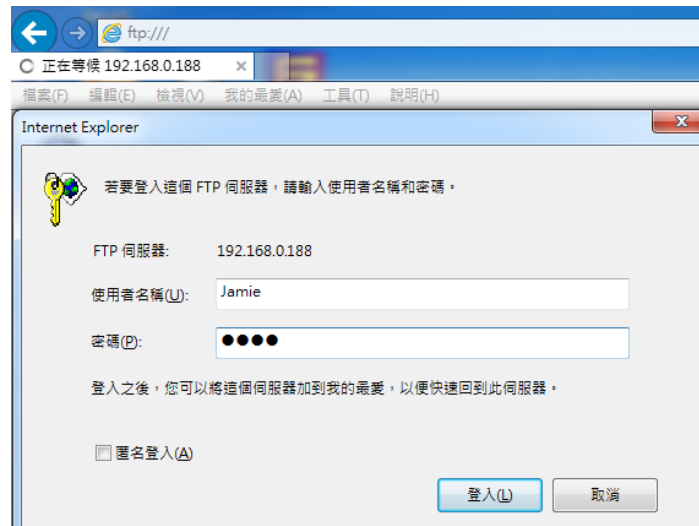 ftp:///
正在等候 192.168.0.188
檔案(F) 編輯(E) 檢視(V) 我的最愛(A) 工具(T) 說明(H)
Internet Explorer
若要登入這個 FTP 伺服器，請輸入使用者名稱和密碼。
FTP 伺服器: 192.168.0.188
使用者名稱(U): Jamie
密碼(P): ●●●●
登入之後，您可以將這個伺服器加到我的最愛，以便快速回到此伺服器。
匿名登入(A)
登入(L) 取消